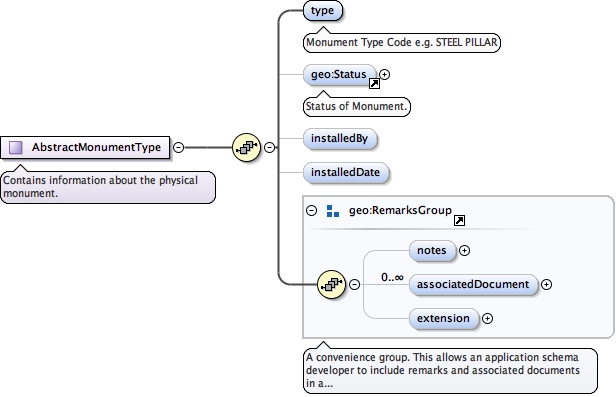 type
Monument Type Code e.g. STEEL PILLAR
geo:Status
Status of Monument.
AbstractMonumentType
Contains information about the physical
monument.
installedBy
installedDate
geo:RemarksGroup
notes
0..∞
associatedDocument
extension
A convenience group. This allows an application schema
developer to include remarks and associated documents
in a...